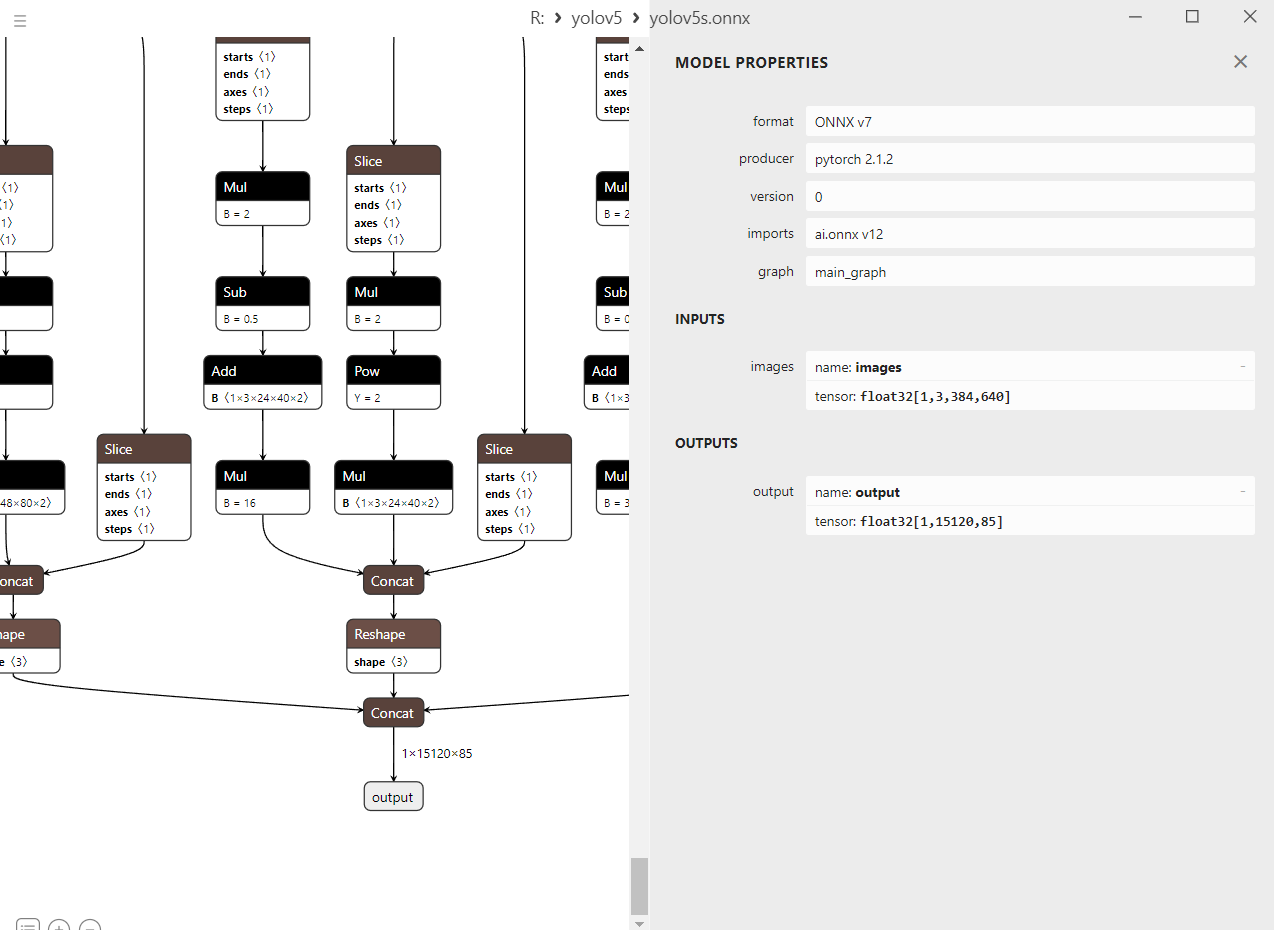 R: › yolov5 › yolov5s.onnx
starts 〈1〉
ends 〈1〉
axes 〈1〉
steps 〈1〉
start
ends
axes
steps
〈1〉
〈1〉
〈1〉
〈1〉
Mul
B = 2
Slice
starts 〈1〉
ends 〈1〉
axes 〈1〉
steps 〈1〉
Mul
B = 2
Sub
B = 0.5
Mul
B = 2
Sub
B = 0
Add
B 〈1×3×24×40×2〉
Pow
Y = 2
Add
B 〈1×3
48×80×2〉
Slice
starts 〈1〉
ends 〈1〉
axes 〈1〉
steps 〈1〉
Mul
B = 16
Mul
B 〈1×3×24×40×2〉
Slice
starts 〈1〉
ends 〈1〉
axes 〈1〉
steps 〈1〉
Mul
B = 3
oncat
Concat
hape
e 〈3〉
Reshape
shape 〈3〉
Concat
1×15120×85
output
MODEL PROPERTIES
format ONNX v7
producer pytorch 2.1.2
version 0
imports ai.onnx v12
graph main_graph
INPUTS
images name: images -
tensor: float32[1,3,384,640]
OUTPUTS
output name: output -
tensor: float32[1,15120,85]